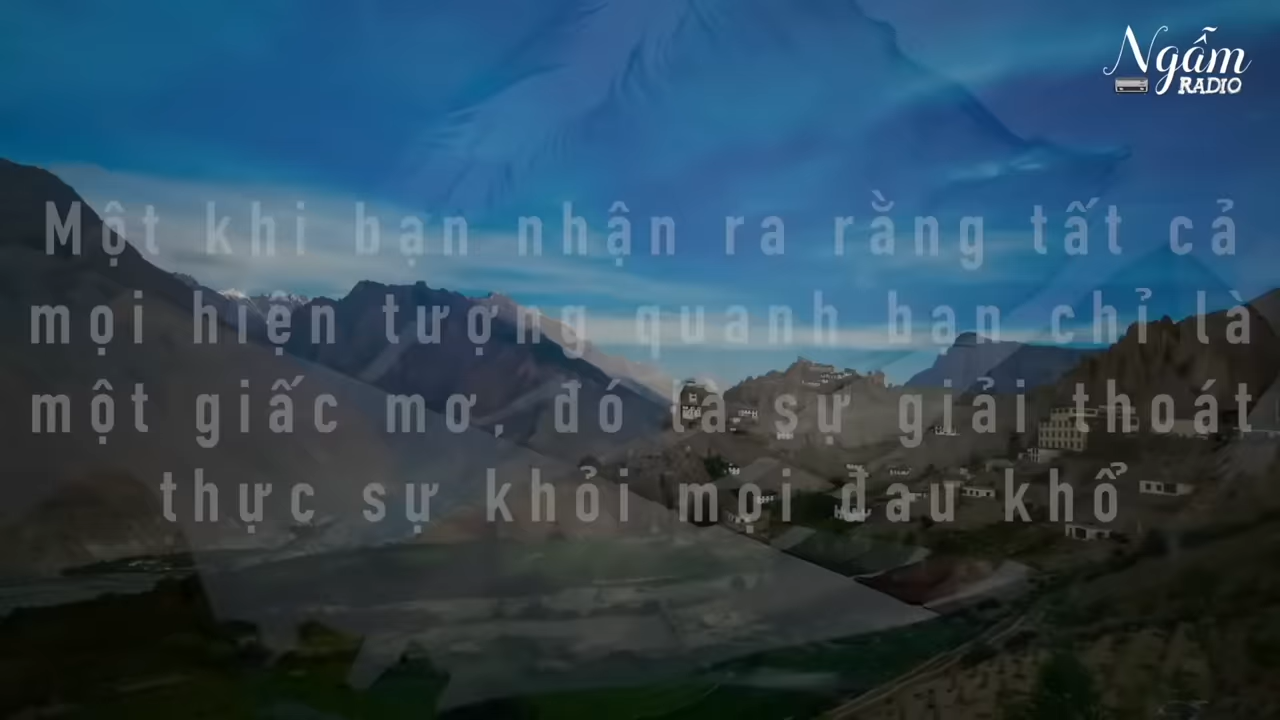 Ngẫm
RADIO
Một khi bạn nhận ra rằng tất cả
mọi hiện tượng quanh bạn chỉ là
một giấc mơ, đó là sự giải thoát
thực sự khỏi mọi đau khổ